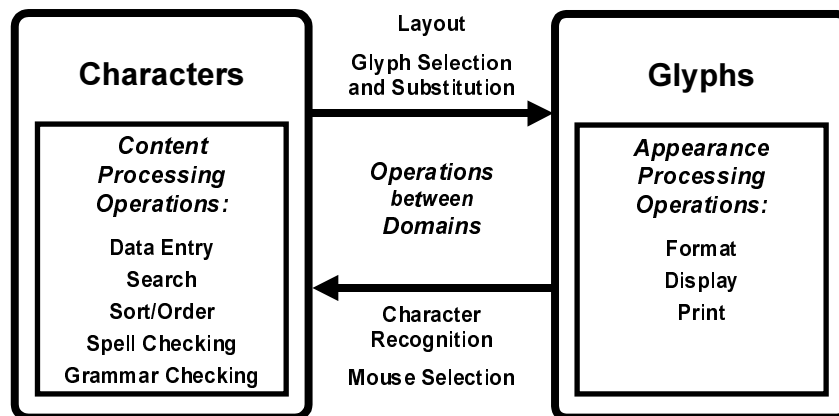 Characters
Content
Processing
Operations:
Data Entry
Search
Sort/Order
Spell Checking
Grammar Checking
Layout
Glyph Selection
and Substitution
Operations
between
Domains
Character
Recognition
Mouse Selection
Glyphs
Appearance
Processing
Operations:
Format
Display
Print